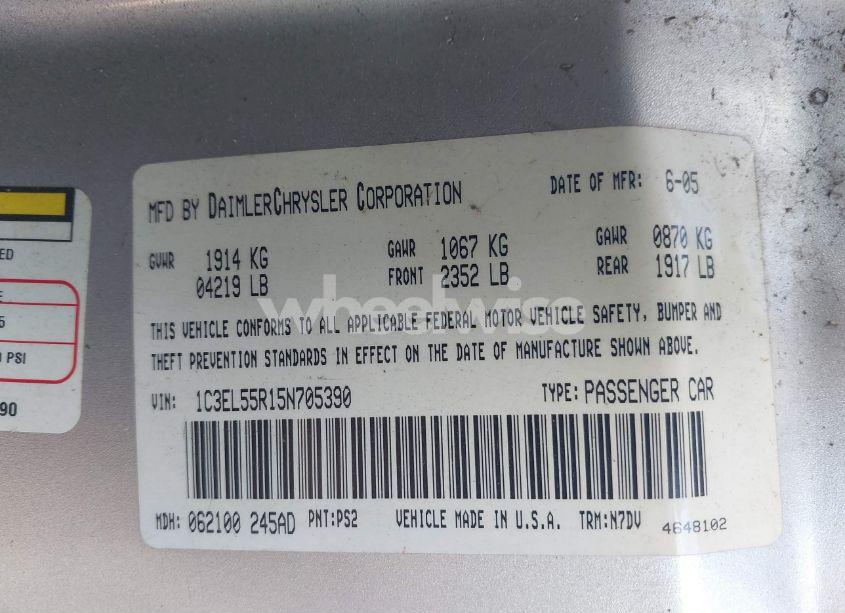 MFD BY DAIMLERCHRYSLER CORPORATION DATE OF MFR: 6-05
GVWR 1914 KG GAWR 1067 KG GAWR 0870 KG
04219 LB FRONT 2352 LB REAR 1917 LB
wheelwise
THIS VEHICLE CONFORMS TO ALL APPLICABLE FEDERAL MOTOR VEHICLE SAFETY, BUMPER AND
THEFT PREVENTION STANDARDS IN EFFECT ON THE DATE OF MANUFACTURE SHOWN ABOVE.
VIN: 1C3EL55R15N705390 TYPE: PASSENGER CAR
MDH: 062100 245AD PNT:PS2 VEHICLE MADE IN U.S.A. TRM:N7DV 4648102
ED
E
5
PSI
90